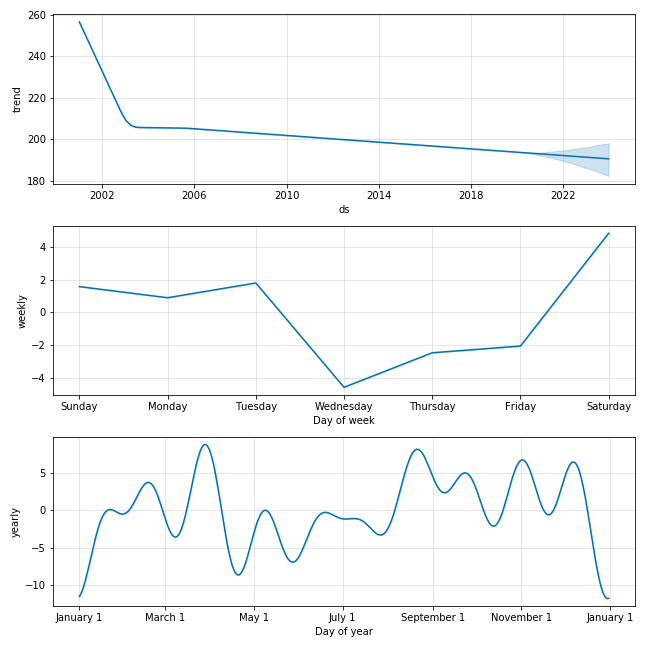 260
240
220
200
180
trend
2002 2006 2010 2014 2018 2022
ds
4
2
0
−2
−4
weekly
Sunday Monday Tuesday Wednesday Thursday Friday Saturday
Day of week
5
0
−5
−10
yearly
January 1 March 1 May 1 July 1 September 1 November 1 January 1
Day of year